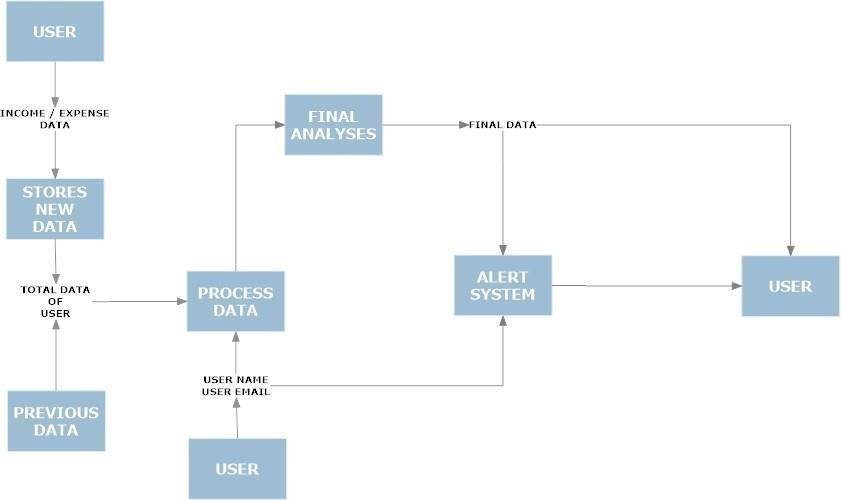 USER
INCOME / EXPENSE
DATA
STORES
NEW
DATA
TOTAL DATA
OF
USER
PREVIOUS
DATA
PROCESS
DATA
USER NAME
USER EMAIL
USER
FINAL
ANALYSES
FINAL DATA
ALERT
SYSTEM
USER